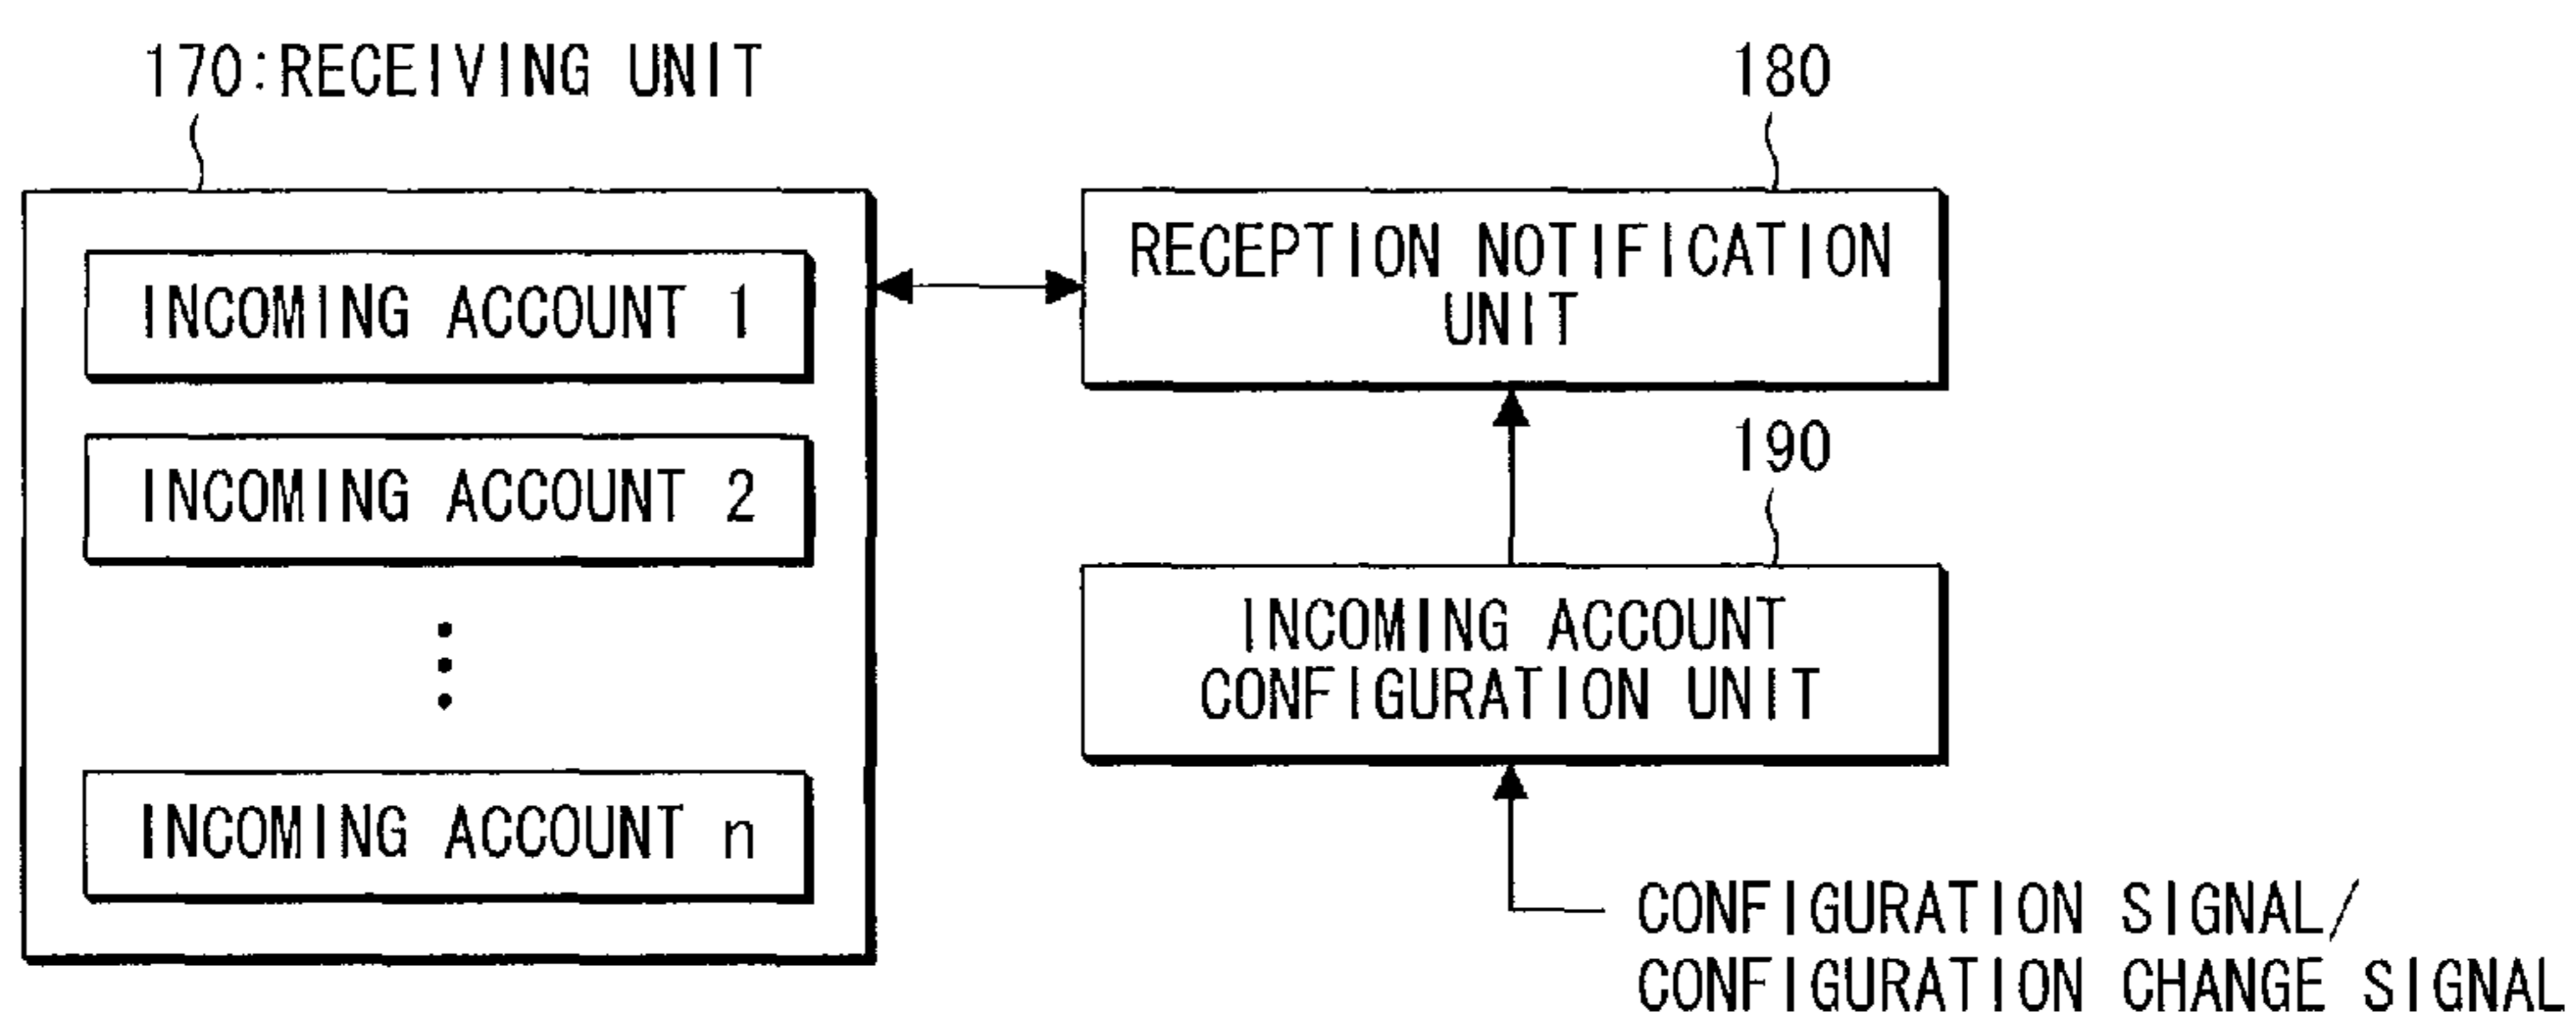 170:RECEIVING UNIT
INCOMING ACCOUNT 1
INCOMING ACCOUNT 2
INCOMING ACCOUNT n
180
RECEPTION NOTIFICATION
UNIT
190
INCOMING ACCOUNT
CONFIGURATION UNIT
CONFIGURATION SIGNAL/
CONFIGURATION CHANGE SIGNAL